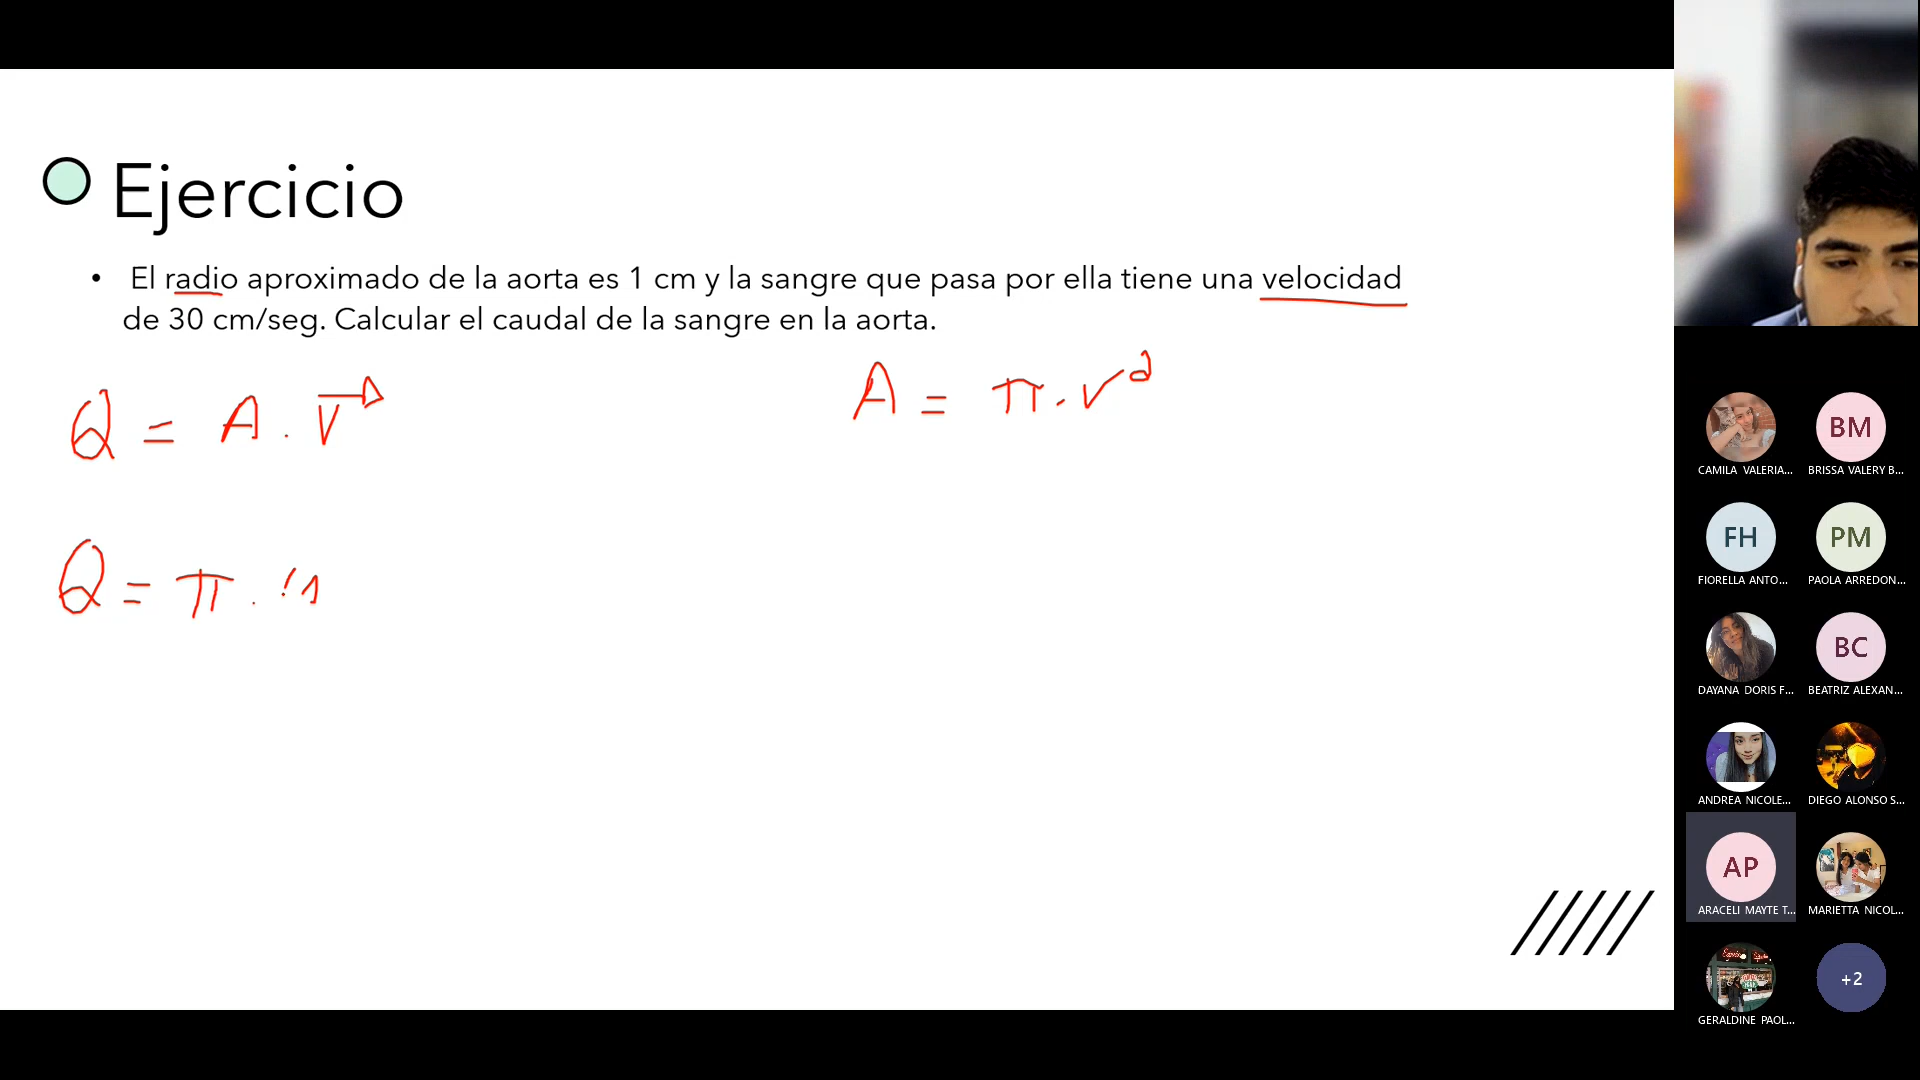 Ejercicio
• El radio aproximado de la aorta es 1 cm y la sangre que pasa por ella tiene una velocidad
de 30 cm/seg. Calcular el caudal de la sangre en la aorta.
Q = A . V
A = π . r²
Q = π . (1
CAMILA VALERIA...
BM
BRISSA VALERY B...
FH
FIORELLA ANTO...
PM
PAOLA ARREDON...
DAYANA DORIS F...
BC
BEATRIZ ALEXAN...
ANDREA NICOLE...
DIEGO ALONSO S...
AP
ARACELI MAYTE T...
MARIETTA NICOL...
GERALDINE PAOL...
+2